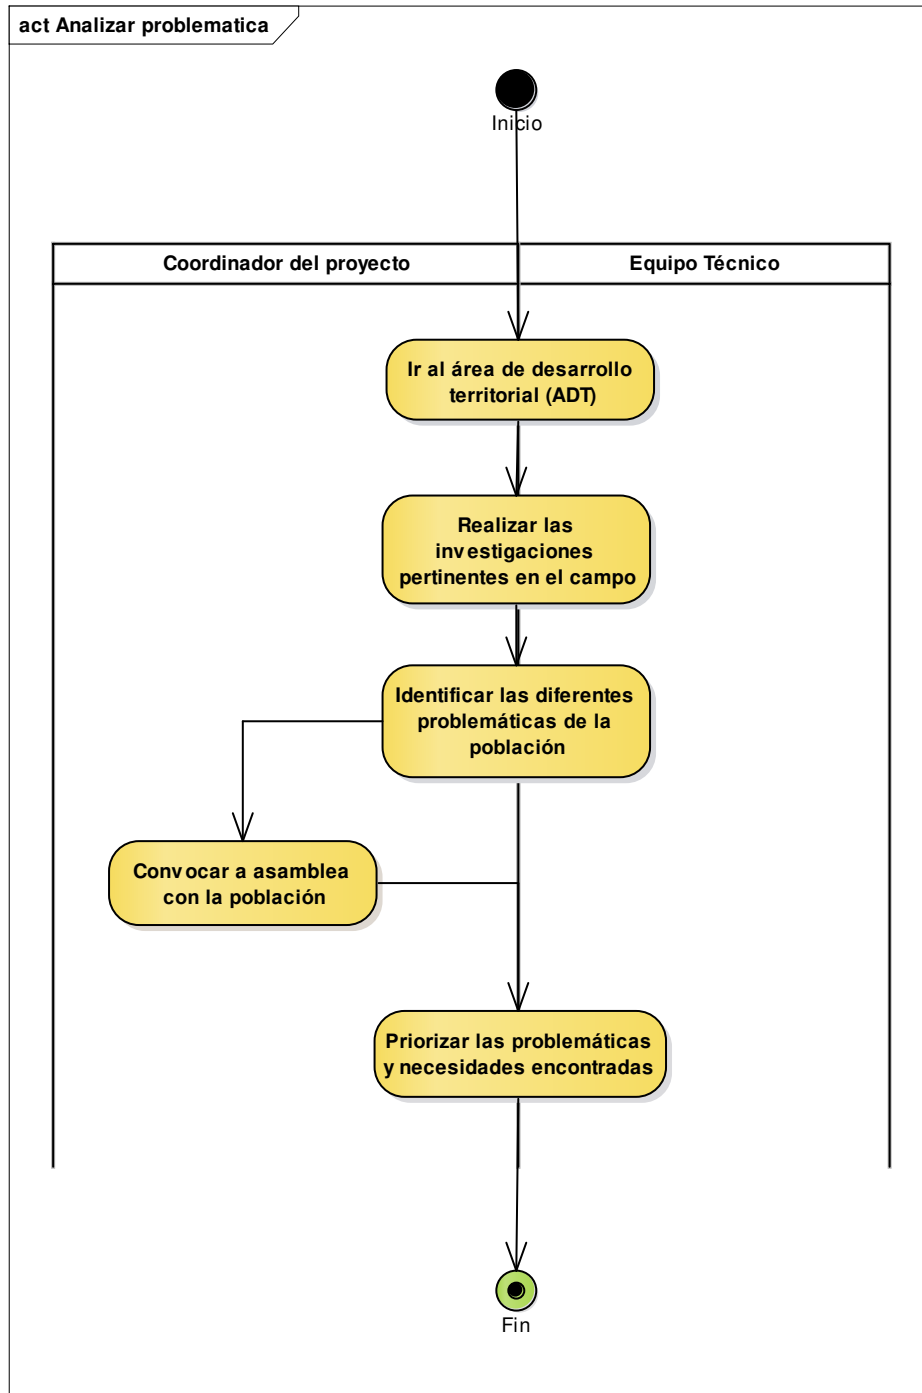 act Analizar problematica
Inicio
Coordinador del proyecto
Equipo Técnico
Ir al área de desarrollo
territorial (ADT)
Realizar las
investigaciones
pertinentes en el campo
Identificar las diferentes
problemáticas de la
población
Convocar a asamblea
con la población
Priorizar las problemáticas
y necesidades encontradas
Fin